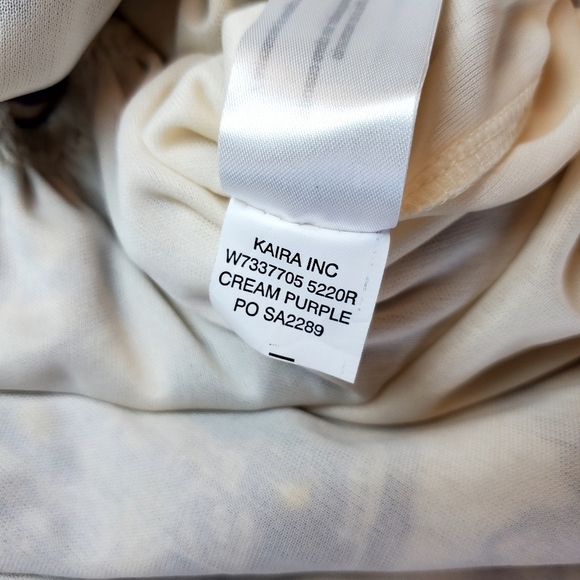 KAIRA INC
W7337705 5220R
CREAM PURPLE
PO SA2289